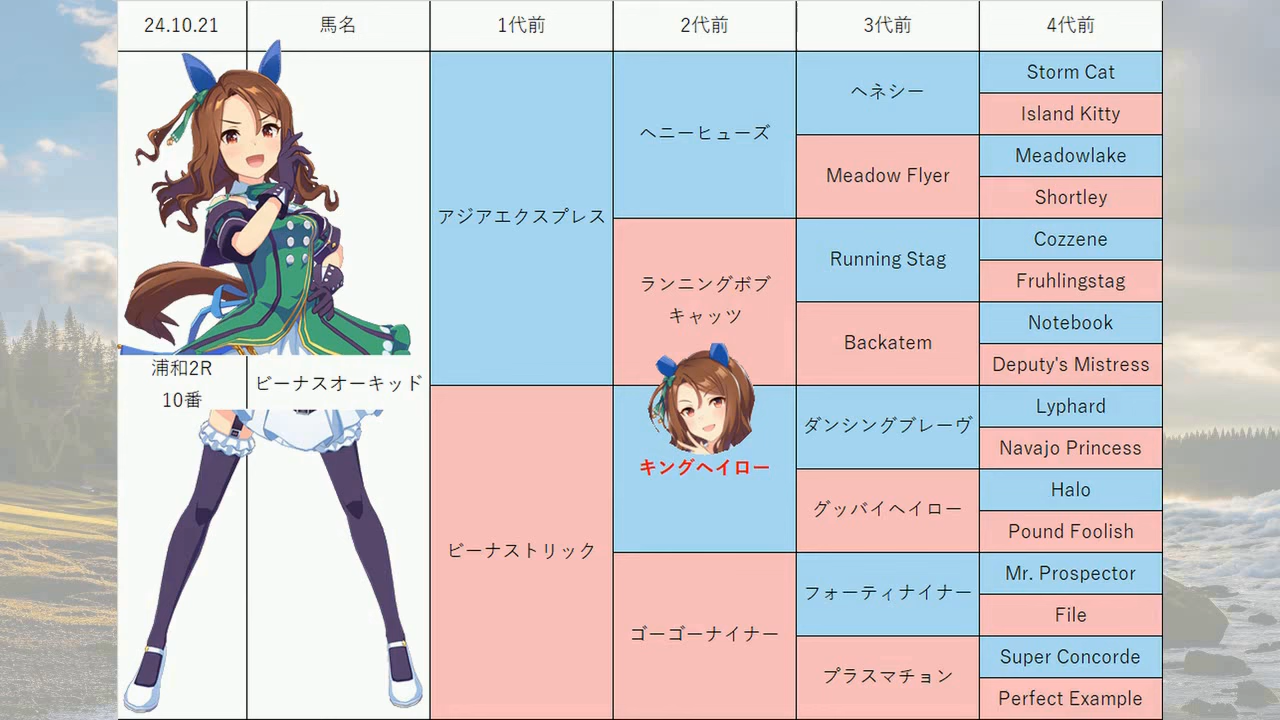 24.10.21
馬名
1代前
2代前
3代前
4代前
浦和2R
10番
ビーナスオーキッド
アジアエクスプレス
ビーナストリック
ヘニーヒューズ
ランニングボブ
キャッツ
キングヘイロー
ゴーゴーナイナー
ヘネシー
Meadow Flyer
Running Stag
Backatem
ダンシングブレーヴ
グッバイヘイロー
フォーティナイナー
プラスマチョン
Storm Cat
Island Kitty
Meadowlake
Shortley
Cozzene
Fruhlingstag
Notebook
Deputy's Mistress
Lyphard
Navajo Princess
Halo
Pound Foolish
Mr. Prospector
File
Super Concorde
Perfect Example